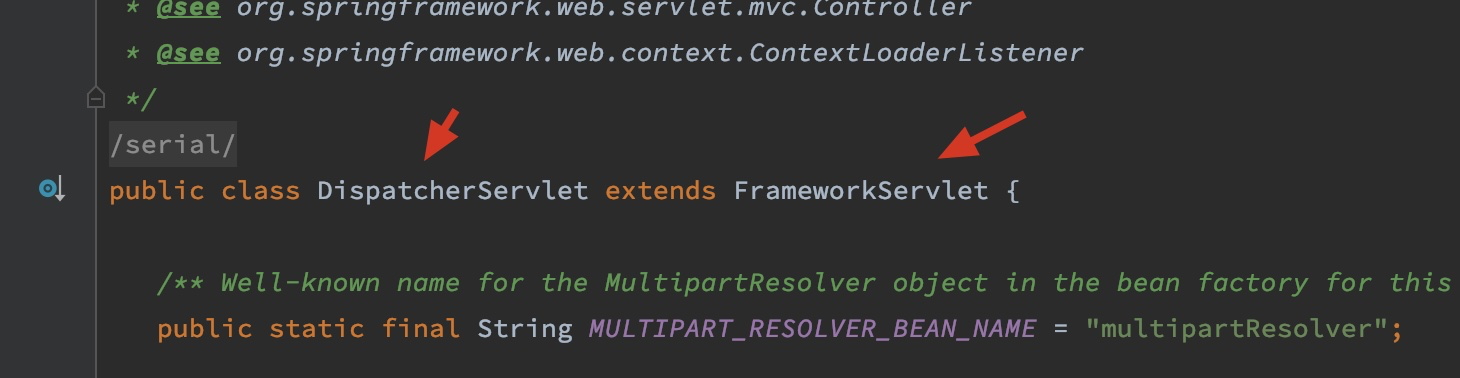 * @see org.springframework.web.servlet.mvc.Controller
* @see org.springframework.web.context.ContextLoaderListener
*/
/serial/
public class DispatcherServlet extends FrameworkServlet {
/** Well-known name for the MultipartResolver object in the bean factory for this
public static final String MULTIPART_RESOLVER_BEAN_NAME = "multipartResolver";